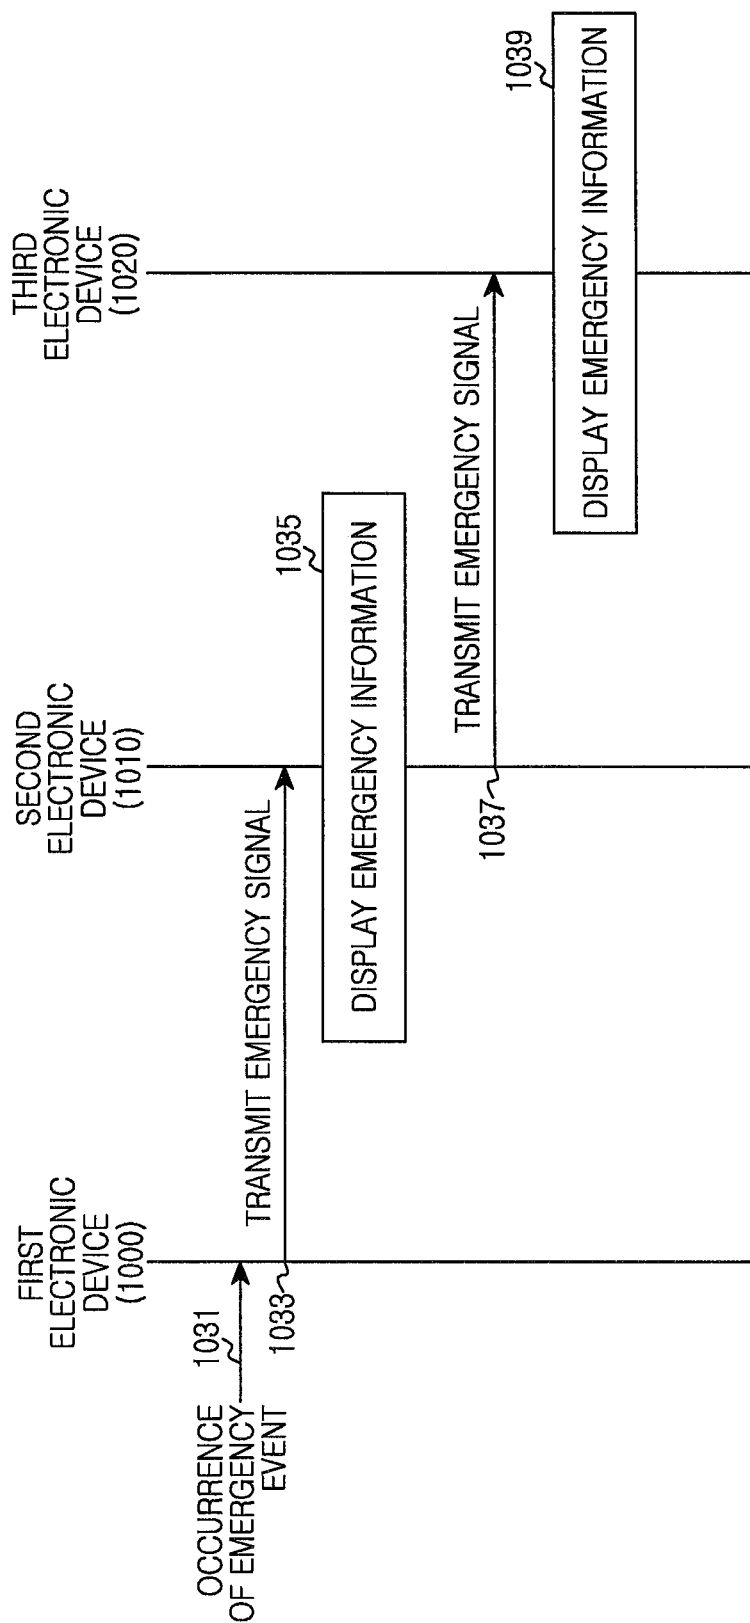 FIRST
ELECTRONIC
DEVICE
(1000)
SECOND
ELECTRONIC
DEVICE
(1010)
THIRD
ELECTRONIC
DEVICE
(1020)
OCCURRENCE
OF EMERGENCY
EVENT
1031
1033
TRANSMIT EMERGENCY SIGNAL
1035
DISPLAY EMERGENCY INFORMATION
1037
TRANSMIT EMERGENCY SIGNAL
1039
DISPLAY EMERGENCY INFORMATION